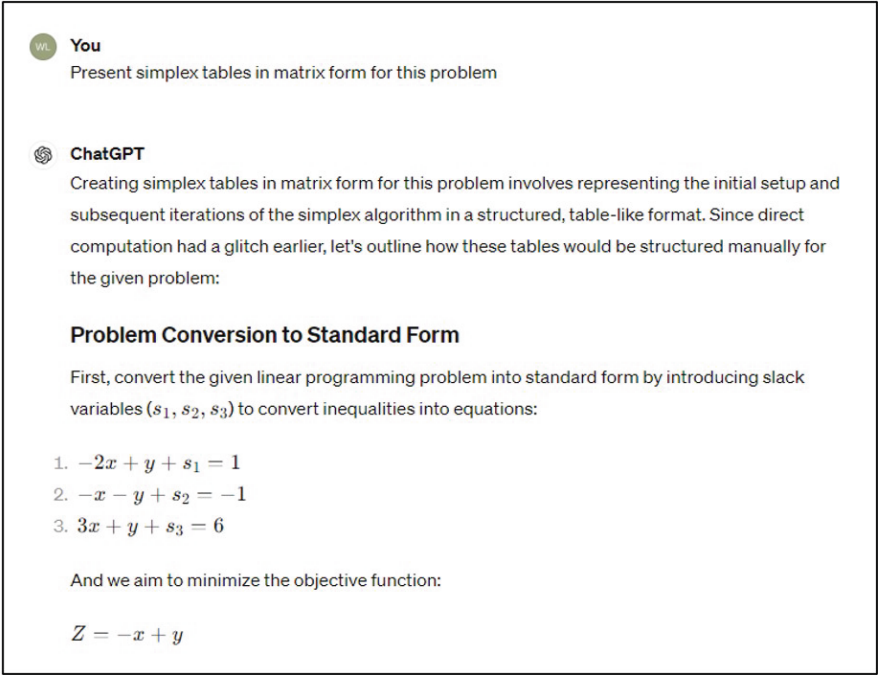 WL You
Present simplex tables in matrix form for this problem
ChatGPT
Creating simplex tables in matrix form for this problem involves representing the initial setup and
subsequent iterations of the simplex algorithm in a structured, table-like format. Since direct
computation had a glitch earlier, let's outline how these tables would be structured manually for
the given problem:
Problem Conversion to Standard Form
First, convert the given linear programming problem into standard form by introducing slack
variables (s₁, s₂, s₃) to convert inequalities into equations:
1. −2x + y + s₁ = 1
2. −x − y + s₂ = −1
3. 3x + y + s₃ = 6
And we aim to minimize the objective function:
Z = −x + y